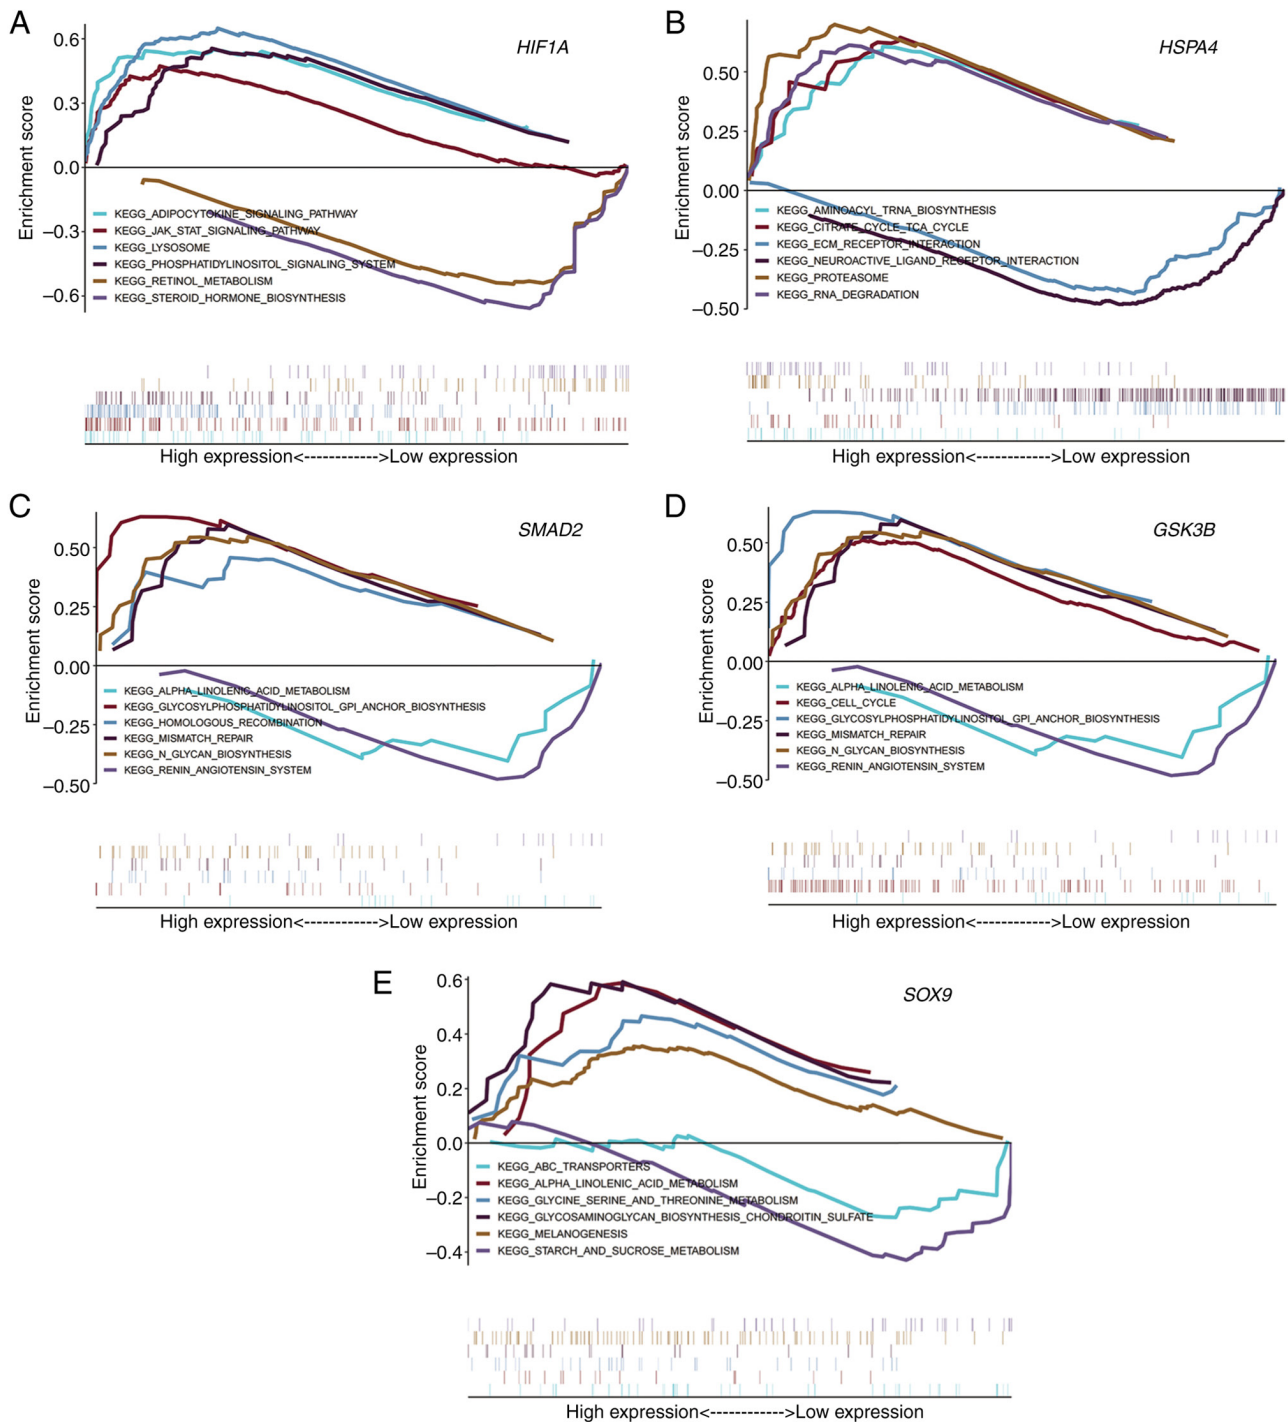 A
HIF1A
Enrichment score
0.6
0.3
0.0
−0.3
−0.6
KEGG_ADIPOCYTOKINE_SIGNALING_PATHWAY
KEGG_JAK_STAT_SIGNALING_PATHWAY
KEGG_LYSOSOME
KEGG_PHOSPHATIDYLINOSITOL_SIGNALING_SYSTEM
KEGG_RETINOL_METABOLISM
KEGG_STEROID_HORMONE_BIOSYNTHESIS
High expression<------------>Low expression
B
HSPA4
Enrichment score
0.50
0.25
0.00
−0.25
−0.50
KEGG_AMINOACYL_TRNA_BIOSYNTHESIS
KEGG_CITRATE_CYCLE_TCA_CYCLE
KEGG_ECM_RECEPTOR_INTERACTION
KEGG_NEUROACTIVE_LIGAND_RECEPTOR_INTERACTION
KEGG_PROTEASOME
KEGG_RNA_DEGRADATION
High expression<------------>Low expression
C
SMAD2
Enrichment score
0.50
0.25
0.00
−0.25
−0.50
KEGG_ALPHA_LINOLENIC_ACID_METABOLISM
KEGG_GLYCOSYLPHOSPHATIDYLINOSITOL_GPI_ANCHOR_BIOSYNTHESIS
KEGG_HOMOLOGOUS_RECOMBINATION
KEGG_MISMATCH_REPAIR
KEGG_N_GLYCAN_BIOSYNTHESIS
KEGG_RENIN_ANGIOTENSIN_SYSTEM
High expression<------------>Low expression
D
GSK3B
Enrichment score
0.50
0.25
0.00
−0.25
−0.50
KEGG_ALPHA_LINOLENIC_ACID_METABOLISM
KEGG_CELL_CYCLE
KEGG_GLYCOSYLPHOSPHATIDYLINOSITOL_GPI_ANCHOR_BIOSYNTHESIS
KEGG_MISMATCH_REPAIR
KEGG_N_GLYCAN_BIOSYNTHESIS
KEGG_RENIN_ANGIOTENSIN_SYSTEM
High expression<------------>Low expression
E
SOX9
Enrichment score
0.6
0.4
0.2
0.0
−0.2
−0.4
KEGG_ABC_TRANSPORTERS
KEGG_ALPHA_LINOLENIC_ACID_METABOLISM
KEGG_GLYCINE_SERINE_AND_THREONINE_METABOLISM
KEGG_GLYCOSAMINOGLYCAN_BIOSYNTHESIS_CHONDROITIN_SULFATE
KEGG_MELANOGENESIS
KEGG_STARCH_AND_SUCROSE_METABOLISM
High expression<------------>Low expression